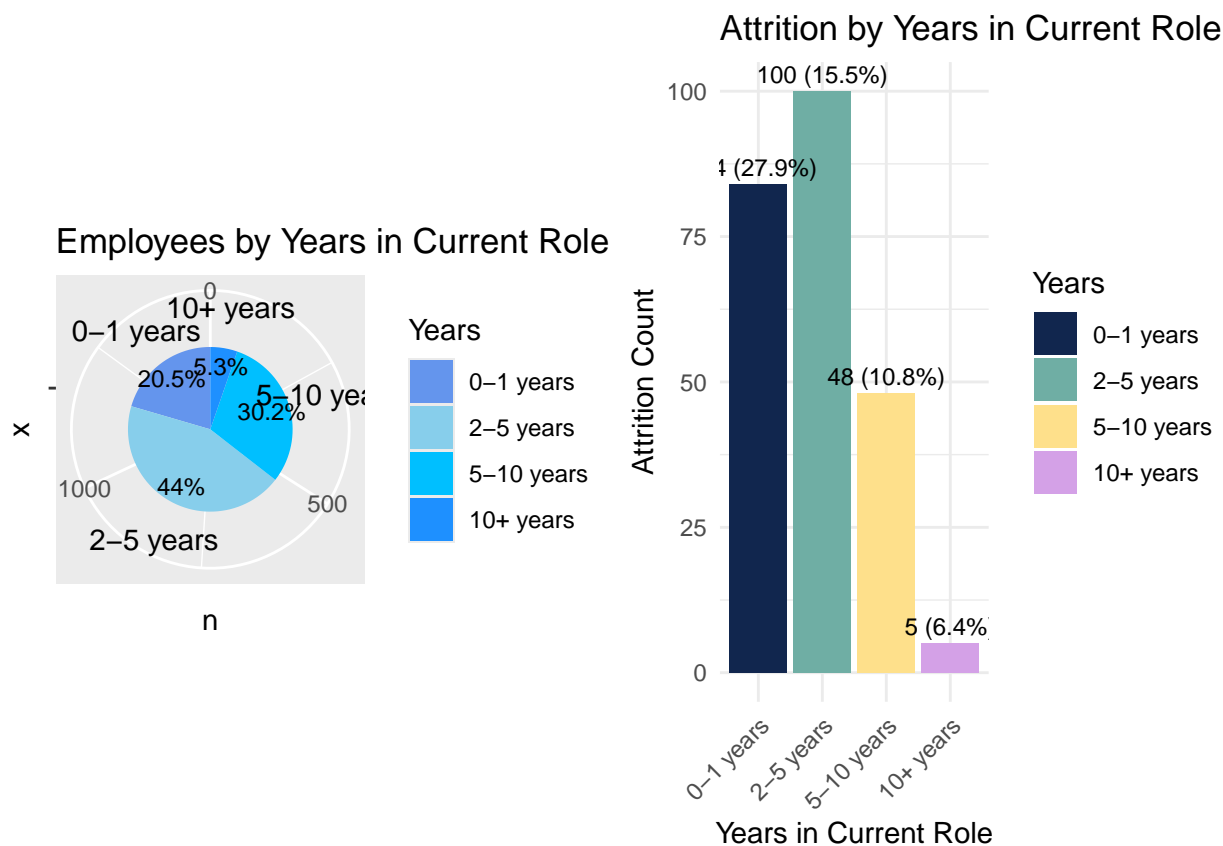 Employees by Years in Current Role
0
10+ years
0–1 years
5.3%
20.5%
5–10 yea
30.2%
1000
500
44%
2–5 years
x
n
Years
0–1 years
2–5 years
5–10 years
10+ years
Attrition by Years in Current Role
100 (15.5%)
4 (27.9%)
48 (10.8%)
5 (6.4%)
100
75
50
25
0
Attrition Count
0–1 years
2–5 years
5–10 years
10+ years
Years in Current Role
Years
0–1 years
2–5 years
5–10 years
10+ years